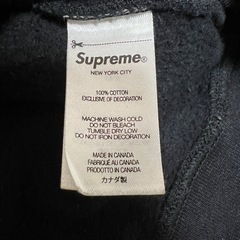 Supreme®
NEW YORK CITY
100% COTTON
EXCLUSIVE OF DECORATION
MACHINE WASH COLD
DO NOT BLEACH
TUMBLE DRY LOW
DO NOT IRON DECORATION
MADE IN CANADA
FABRIQUÉ AU CANADA
PRODOTTO IN CANADA
カナダ製